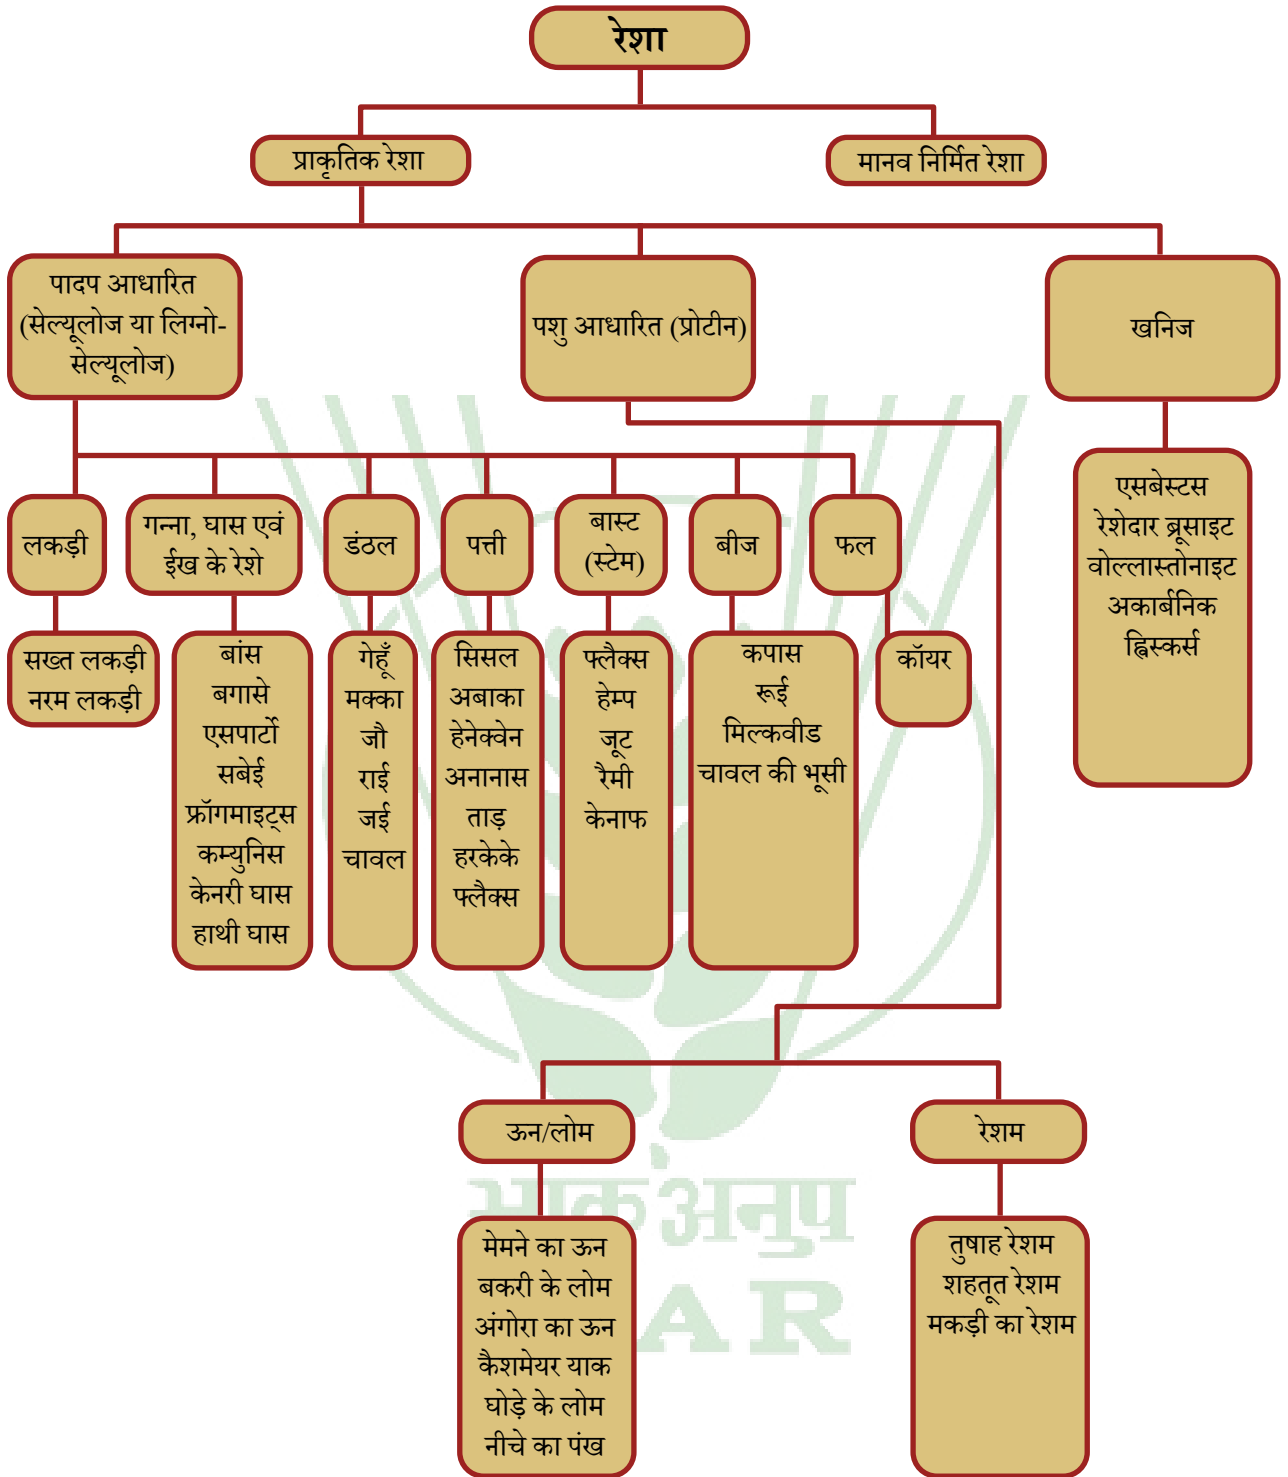 रेशा
प्राकृतिक रेशा
मानव निर्मित रेशा
पादप आधारित
(सेल्यूलोज या लिग्नो-
सेल्यूलोज)
पशु आधारित (प्रोटीन)
खनिज
लकड़ी
गन्ना, घास एवं
ईख के रेशे
डंठल
पत्ती
बास्ट
(स्टेम)
बीज
फल
एसबेस्टस
रेशेदार ब्रूसाइट
वोल्लास्तोनाइट
अकार्बनिक
ह्विस्कर्स
सख्त लकड़ी
नरम लकड़ी
बांस
बगासे
एसपार्टो
सबेई
फ्रॉगमाइट्स
कम्युनिस
केनरी घास
हाथी घास
गेहूँ
मक्का
जौ
राई
जई
चावल
सिसल
अबाका
हेनेक्वेन
अनानास
ताड़
हरकेके
फ्लैक्स
फ्लैक्स
हेम्प
जूट
रैमी
केनाफ
कपास
रूई
मिल्कवीड
चावल की भूसी
कॉयर
ऊन/लोम
रेशम
मेमने का ऊन
बकरी के लोम
अंगोरा का ऊन
कैशमेयर याक
घोड़े के लोम
नीचे का पंख
तुषाह रेशम
शहतूत रेशम
मकड़ी का रेशम
भाकृअनुप